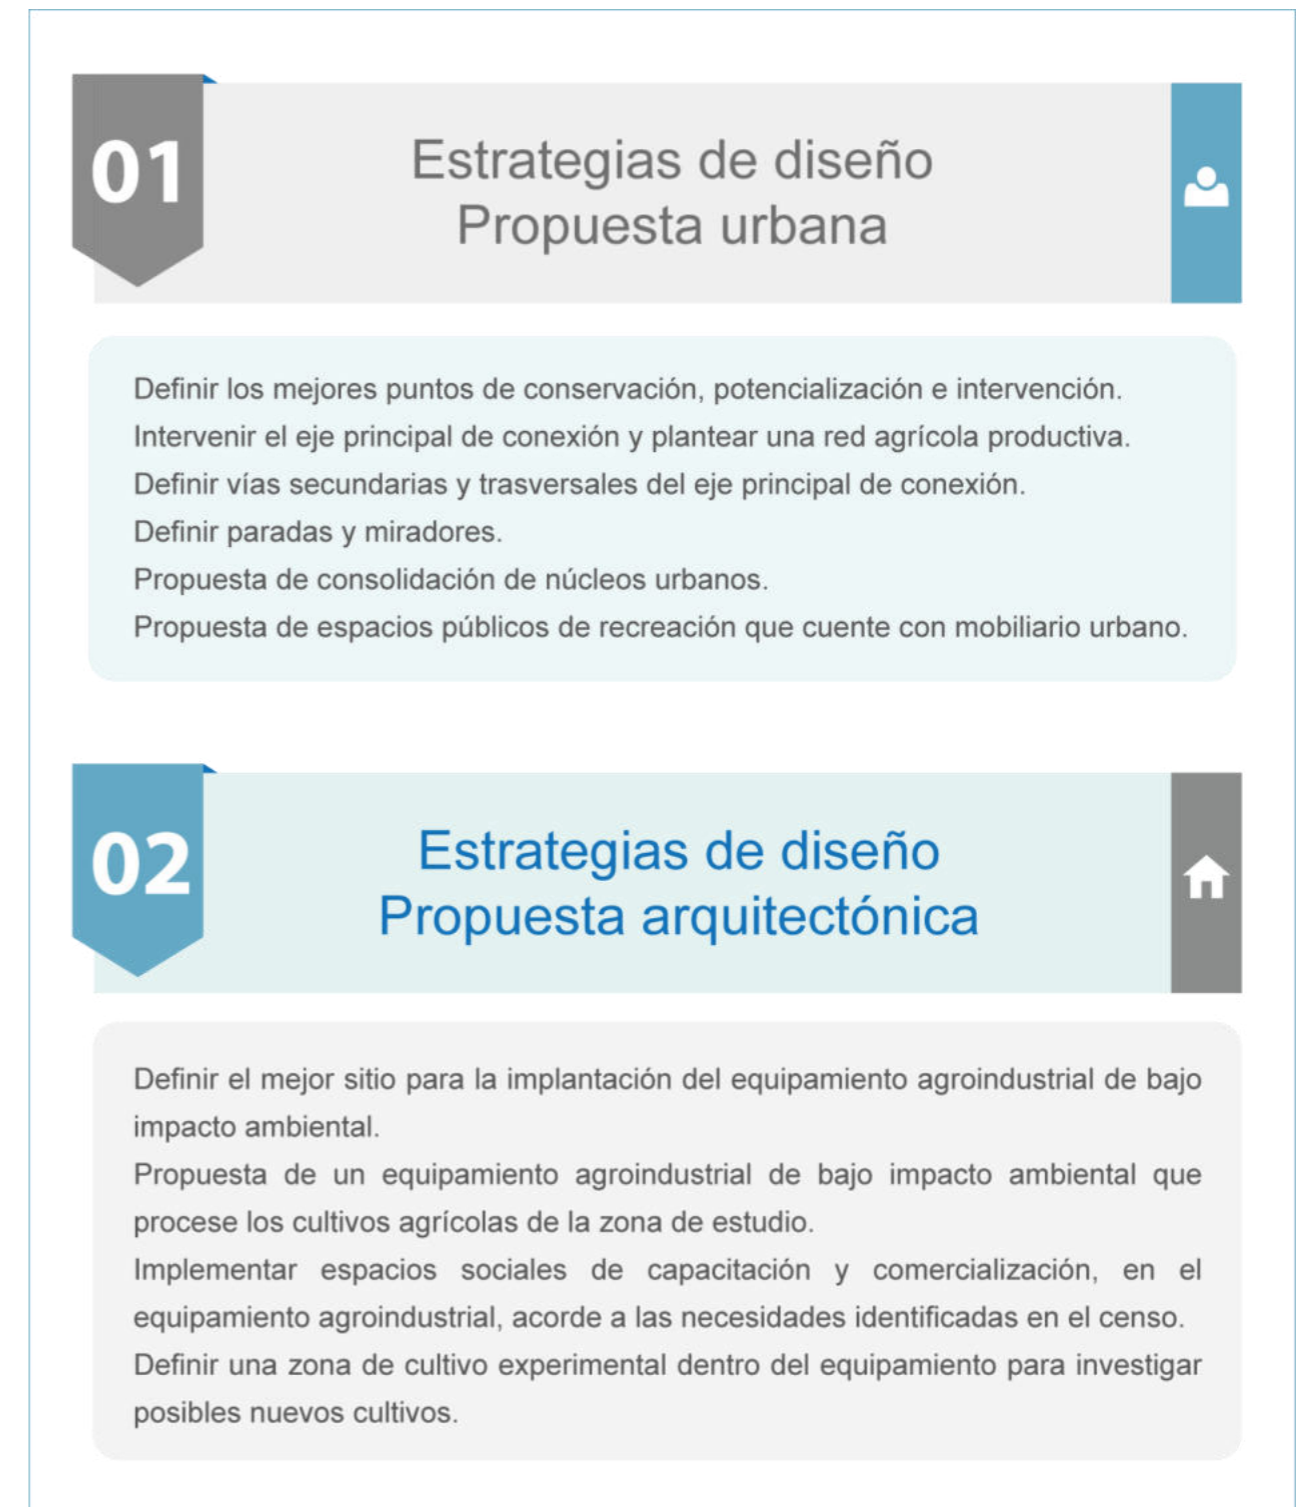 01
Estrategias de diseño
Propuesta urbana
Definir los mejores puntos de conservación, potencialización e intervención.
Intervenir el eje principal de conexión y plantear una red agrícola productiva.
Definir vías secundarias y trasversales del eje principal de conexión.
Definir paradas y miradores.
Propuesta de consolidación de núcleos urbanos.
Propuesta de espacios públicos de recreación que cuente con mobiliario urbano.
02
Estrategias de diseño
Propuesta arquitectónica
Definir el mejor sitio para la implantación del equipamiento agroindustrial de bajo
impacto ambiental.
Propuesta de un equipamiento agroindustrial de bajo impacto ambiental que
procese los cultivos agrícolas de la zona de estudio.
Implementar espacios sociales de capacitación y comercialización, en el
equipamiento agroindustrial, acorde a las necesidades identificadas en el censo.
Definir una zona de cultivo experimental dentro del equipamiento para investigar
posibles nuevos cultivos.